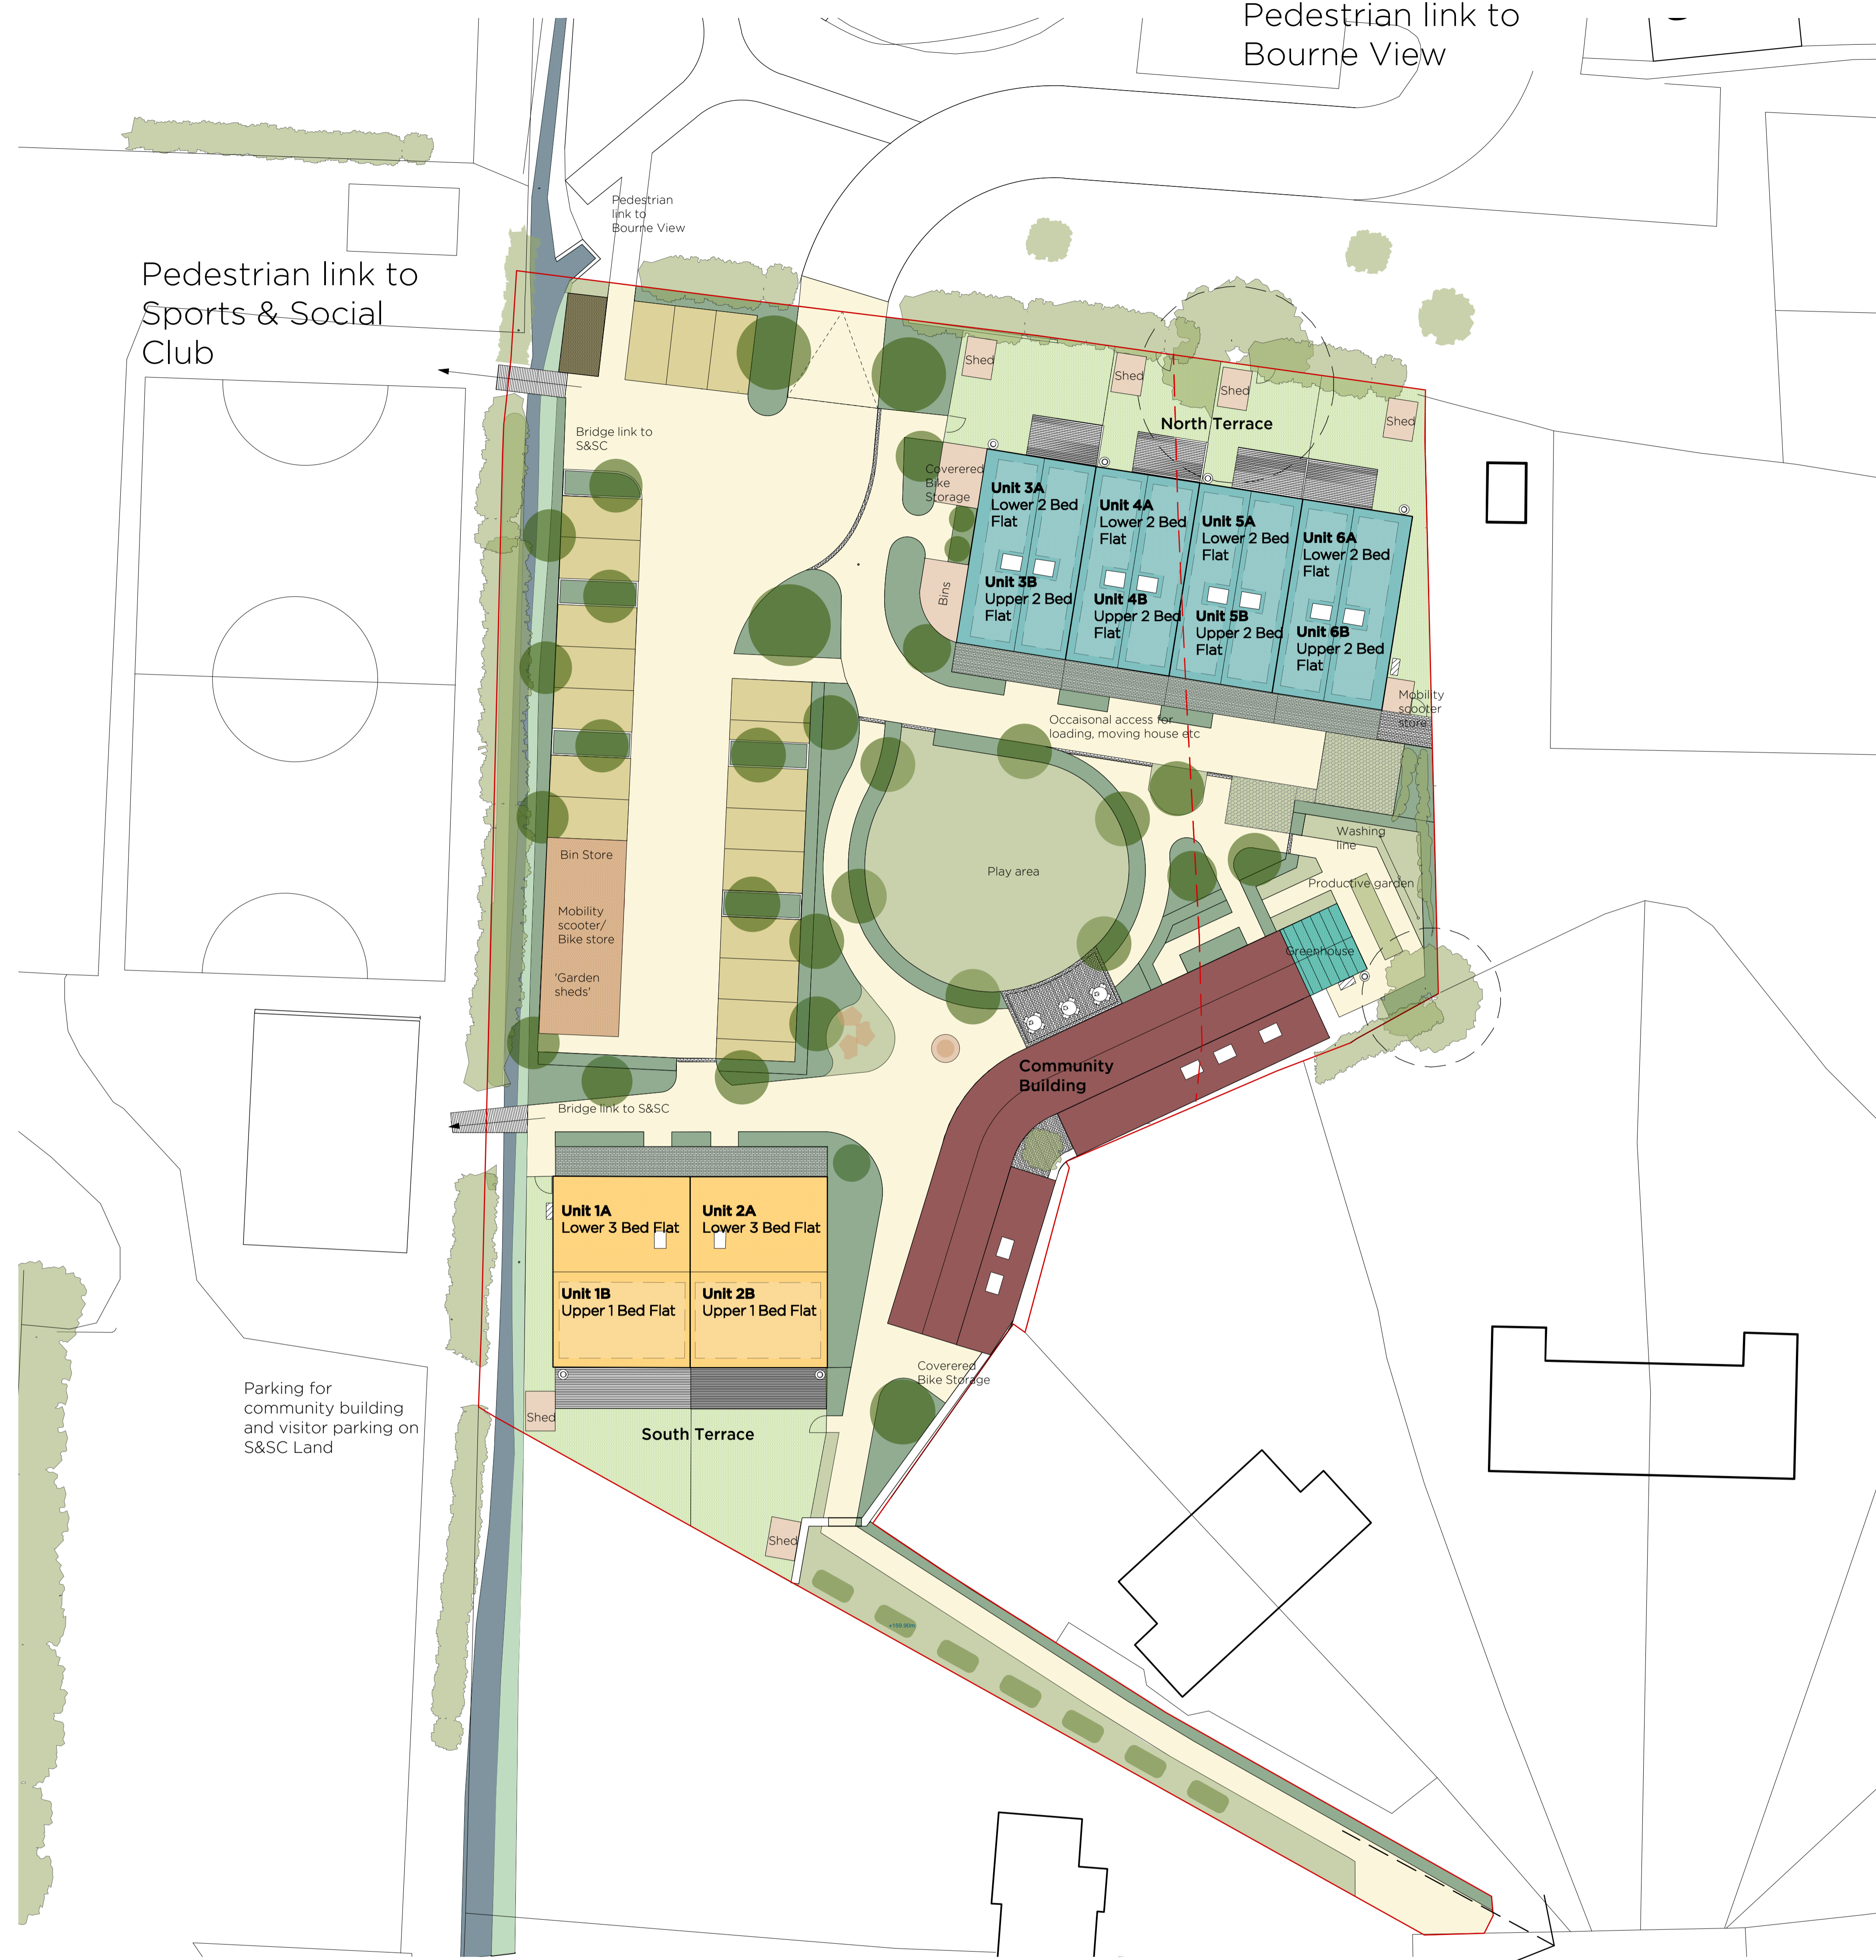 Pedestrian link to
Bourne View
Pedestrian
link to
Bourne View
Pedestrian link to
Sports & Social
Club
Bridge link to
S&SC
Shed
Shed
Shed
Shed
North Terrace
Coverered
Bike
Storage
Bins
Unit 3A
Lower 2 Bed
Flat
Unit 3B
Upper 2 Bed
Flat
Unit 4A
Lower 2 Bed
Flat
Unit 4B
Upper 2 Bed
Flat
Unit 5A
Lower 2 Bed
Flat
Unit 5B
Upper 2 Bed
Flat
Unit 6A
Lower 2 Bed
Flat
Unit 6B
Upper 2 Bed
Flat
Mobility
scooter
store
Occaisonal access for
loading, moving house etc
Washing
line
Productive garden
Greenhouse
Play area
Bin Store
Mobility
scooter/
Bike store
'Garden
sheds'
Community
Building
Bridge link to S&SC
Unit 1A
Lower 3 Bed Flat
Unit 2A
Lower 3 Bed Flat
Unit 1B
Upper 1 Bed Flat
Unit 2B
Upper 1 Bed Flat
Coverered
Bike Storage
Parking for
community building
and visitor parking on
S&SC Land
Shed
South Terrace
Shed
+159.90m